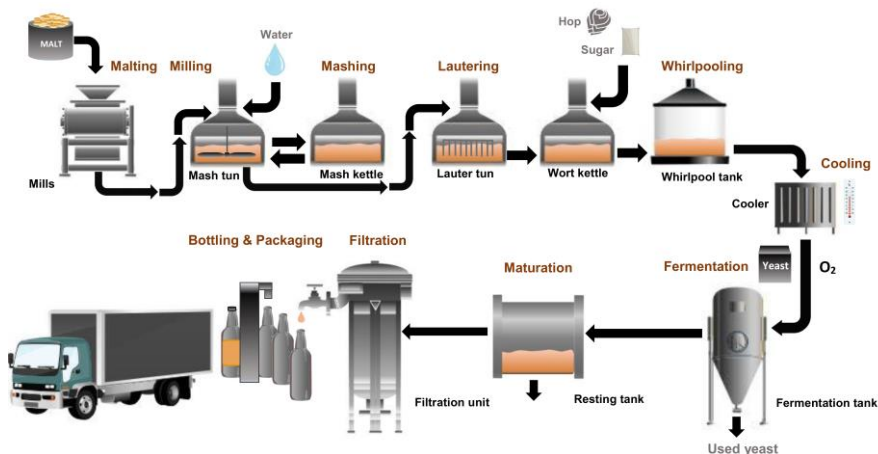 MALT
Malting
Milling
Water
Mashing
Lautering
Hop
Sugar
Whirlpooling
Mills
Mash tun
Mash kettle
Lauter tun
Wort kettle
Whirlpool tank
Cooling
Cooler
Bottling & Packaging
Filtration
Maturation
Fermentation
Yeast
O₂
Filtration unit
Resting tank
Fermentation tank
Used yeast